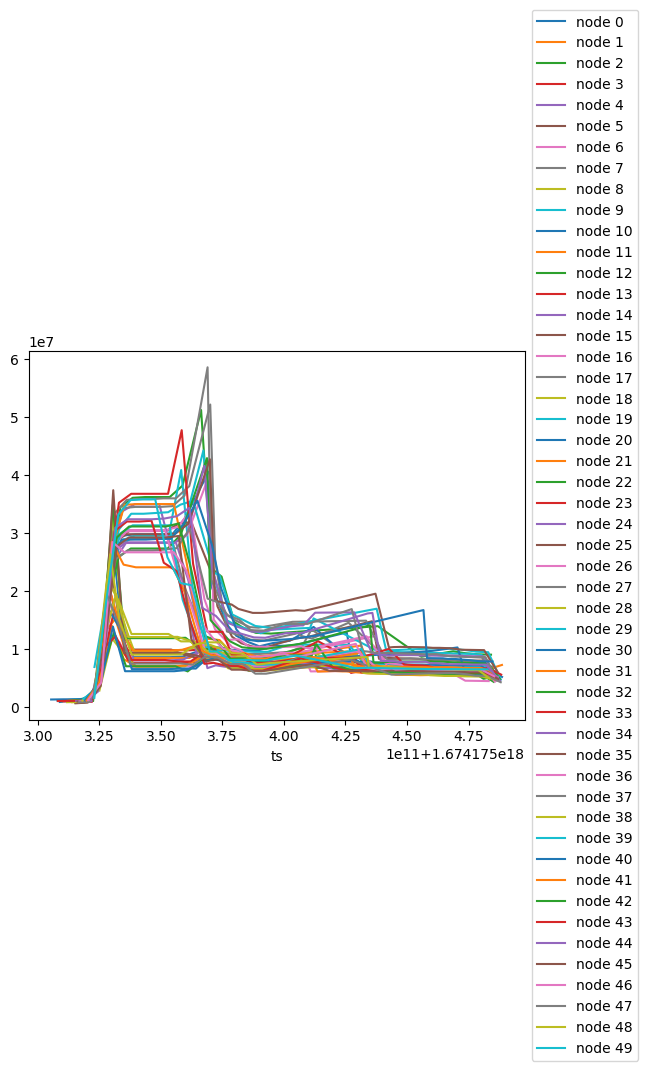 1e7
6
5
4
3
2
1
0
3.00 3.25 3.50 3.75 4.00 4.25 4.50 4.75
1e11+1.674175e18
ts
node 0
node 1
node 2
node 3
node 4
node 5
node 6
node 7
node 8
node 9
node 10
node 11
node 12
node 13
node 14
node 15
node 16
node 17
node 18
node 19
node 20
node 21
node 22
node 23
node 24
node 25
node 26
node 27
node 28
node 29
node 30
node 31
node 32
node 33
node 34
node 35
node 36
node 37
node 38
node 39
node 40
node 41
node 42
node 43
node 44
node 45
node 46
node 47
node 48
node 49